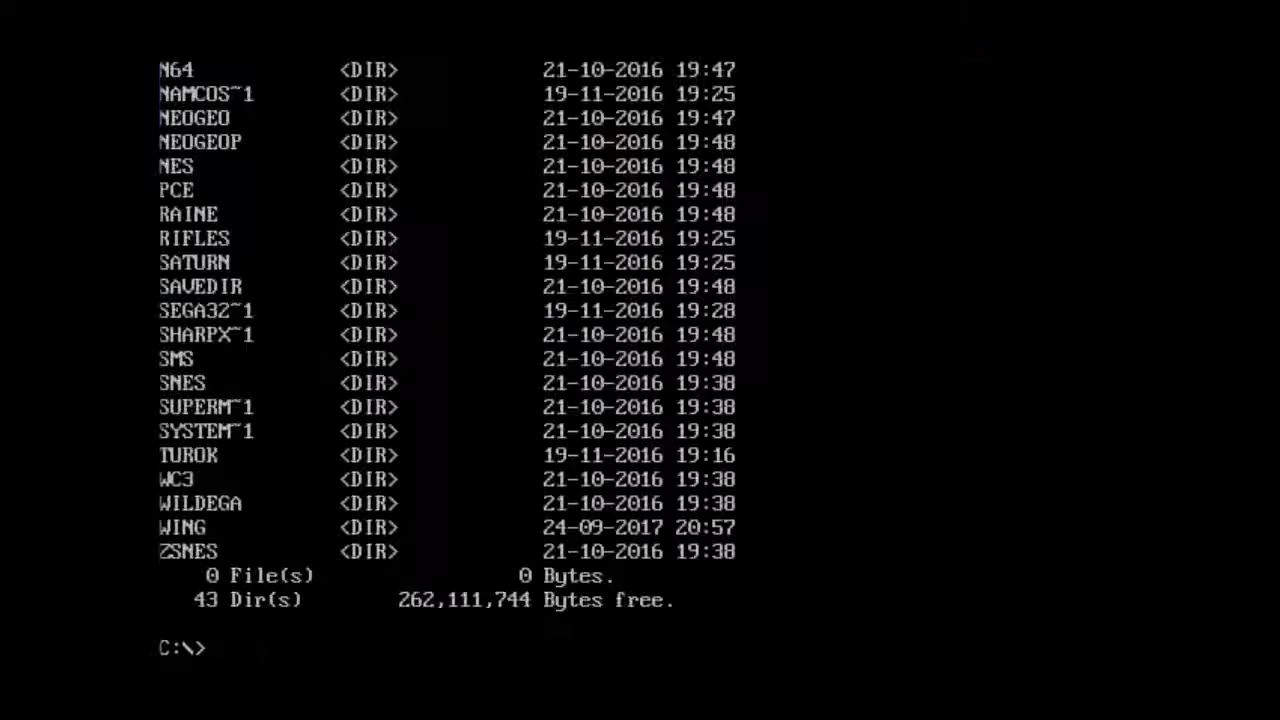 N64 <DIR> 21-10-2016 19:47
NAMCOS~1 <DIR> 19-11-2016 19:25
NEOGEO <DIR> 21-10-2016 19:47
NEOGEOP <DIR> 21-10-2016 19:48
NES <DIR> 21-10-2016 19:48
PCE <DIR> 21-10-2016 19:48
RAINE <DIR> 21-10-2016 19:48
RIFLES <DIR> 19-11-2016 19:25
SATURN <DIR> 19-11-2016 19:25
SAVEDIR <DIR> 21-10-2016 19:48
SEGA32~1 <DIR> 19-11-2016 19:28
SHARPX~1 <DIR> 21-10-2016 19:48
SMS <DIR> 21-10-2016 19:48
SNES <DIR> 21-10-2016 19:38
SUPERM~1 <DIR> 21-10-2016 19:38
SYSTEM~1 <DIR> 21-10-2016 19:38
TUROK <DIR> 19-11-2016 19:16
WC3 <DIR> 21-10-2016 19:38
WILDEGA <DIR> 21-10-2016 19:38
WING <DIR> 24-09-2017 20:57
ZSNES <DIR> 21-10-2016 19:38
0 File(s) 0 Bytes.
43 Dir(s) 262,111,744 Bytes free.
C:\>